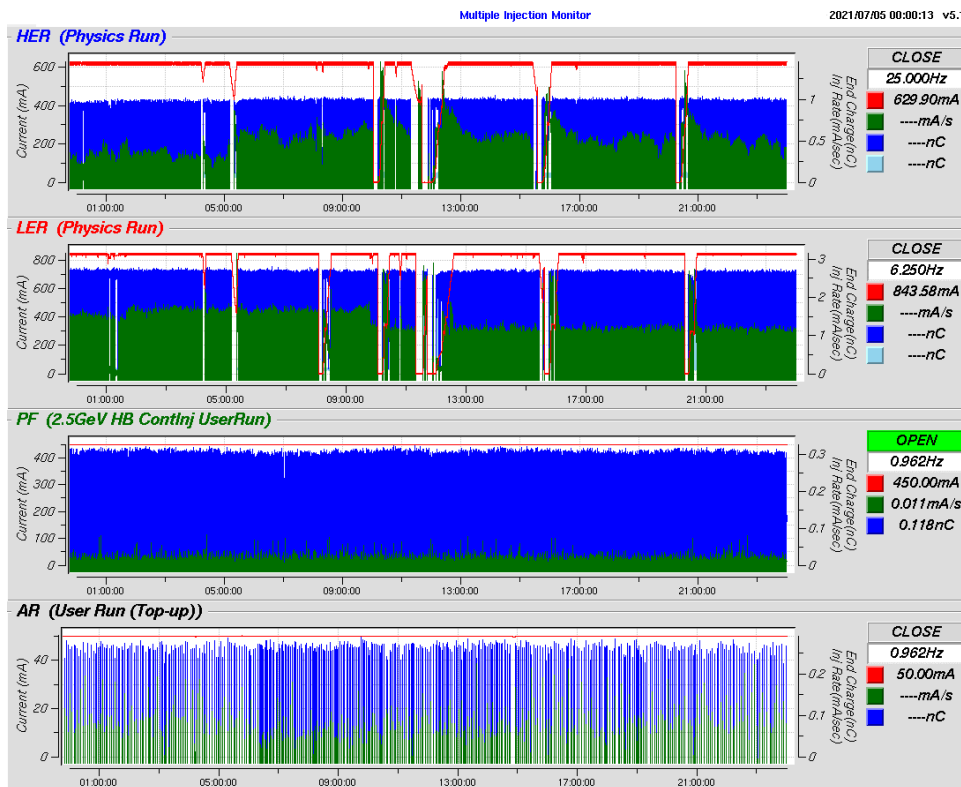 Multiple Injection Monitor
2021/07/05 00:00:13 v5.
HER (Physics Run)
Current (mA)
600
400
200
0
1
0.5
0
End Charge(nC)
Inj Rate(mA/sec)
01:00:00 05:00:00 09:00:00 13:00:00 17:00:00 21:00:00
CLOSE
25.000Hz
629.90mA
----mA/s
----nC
----nC
LER (Physics Run)
Current (mA)
800
600
400
200
0
3
2
1
0
End Charge(nC)
Inj Rate(mA/sec)
01:00:00 05:00:00 09:00:00 13:00:00 17:00:00 21:00:00
CLOSE
6.250Hz
843.58mA
----mA/s
----nC
----nC
PF (2.5GeV HB ContInj UserRun)
Current (mA)
400
300
200
100
0
0.3
0.2
0.1
0
End Charge(nC)
Inj Rate(mA/sec)
01:00:00 05:00:00 09:00:00 13:00:00 17:00:00 21:00:00
OPEN
0.962Hz
450.00mA
0.011mA/s
0.118nC
AR (User Run (Top-up))
Current (mA)
40
20
0
0.2
0.1
0
End Charge(nC)
Inj Rate(mA/sec)
01:00:00 05:00:00 09:00:00 13:00:00 17:00:00 21:00:00
CLOSE
0.962Hz
50.00mA
----mA/s
----nC